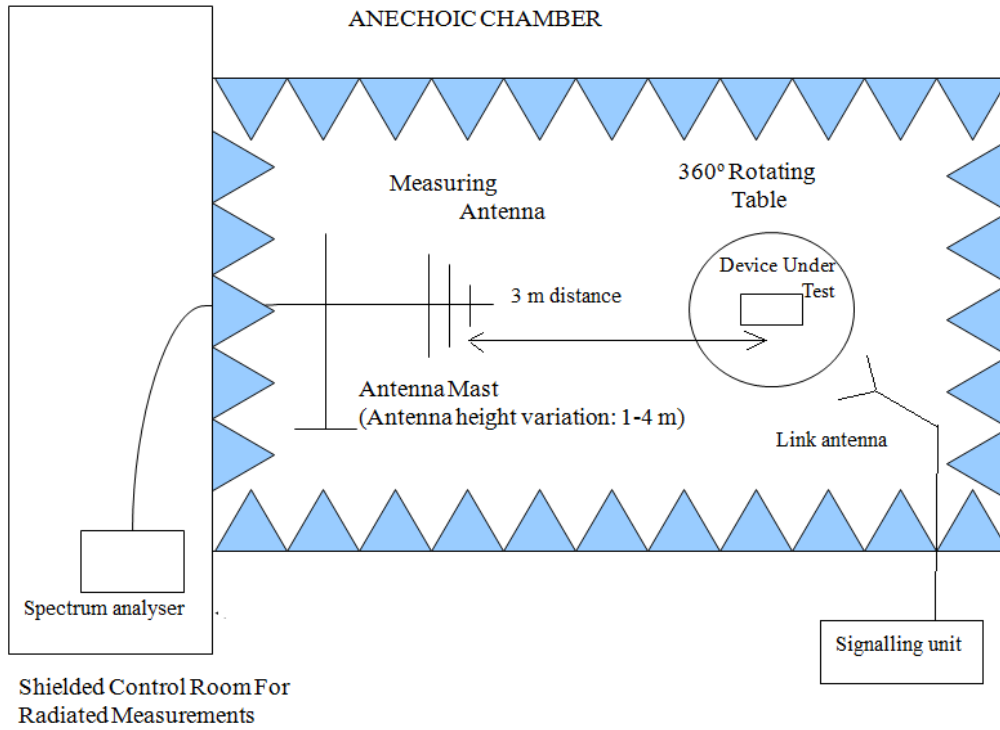 ANECHOIC CHAMBER
360º Rotating
Table
Measuring
Antenna
Device Under
Test
3 m distance
Antenna Mast
(Antenna height variation: 1-4 m)
Link antenna
Spectrum analyser
Signalling unit
Shielded Control Room For
Radiated Measurements